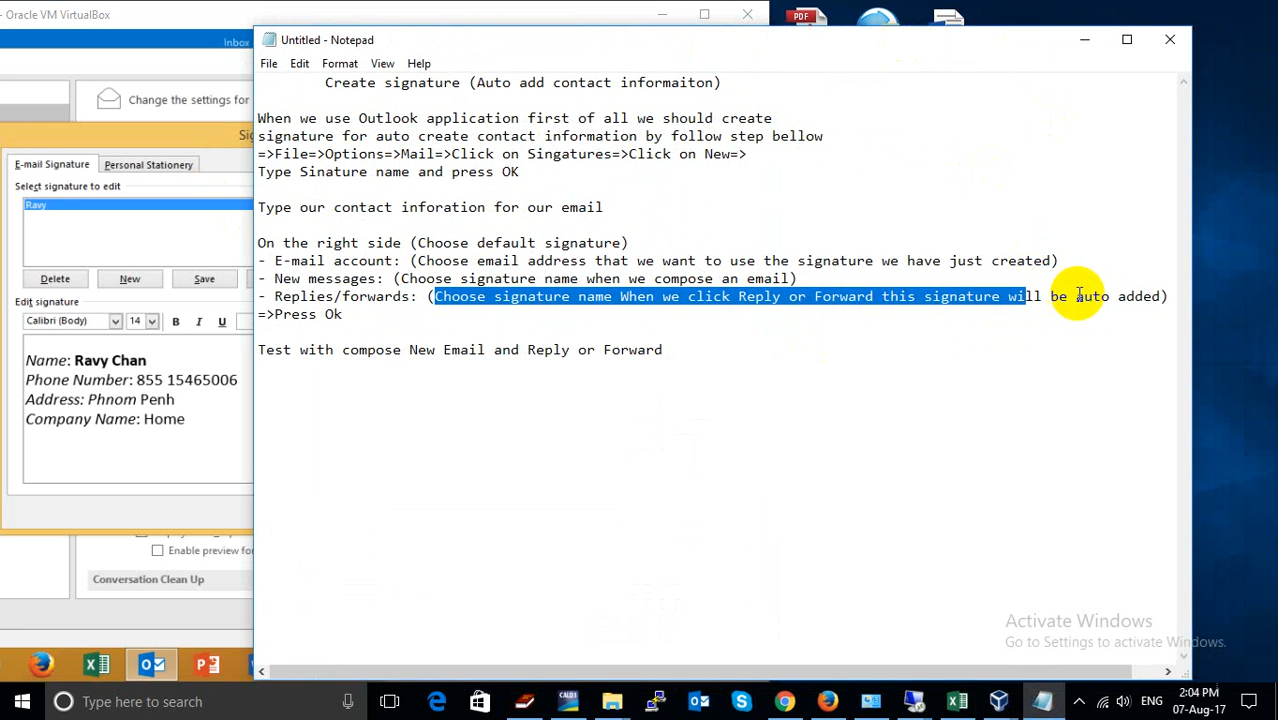 - Oracle VM VirtualBox
Inbox
Change the settings for
Sig
E-mail Signature
Personal Stationery
Select signature to edit
Ravy
Delete
New
Save
Edit signature
Calibri (Body)
14
B
I
U
Name: Ravy Chan
Phone Number: 855 15465006
Address: Phnom Penh
Company Name: Home
Enable preview for
Conversation Clean Up
PDF
Untitled - Notepad
File Edit Format View Help
Create signature (Auto add contact informaiton)
When we use Outlook application first of all we should create
signature for auto create contact information by follow step bellow
=>File=>Options=>Mail=>Click on Singatures=>Click on New=>
Type Sinature name and press OK
Type our contact inforation for our email
On the right side (Choose default signature)
- E-mail account: (Choose email address that we want to use the signature we have just created)
- New messages: (Choose signature name when we compose an email)
- Replies/forwards: (Choose signature name When we click Reply or Forward this signature will be auto added)
=>Press Ok
Test with compose New Email and Reply or Forward
Activate Windows
Go to Settings to activate Windows.
Type here to search
ENG
2:04 PM
07-Aug-17